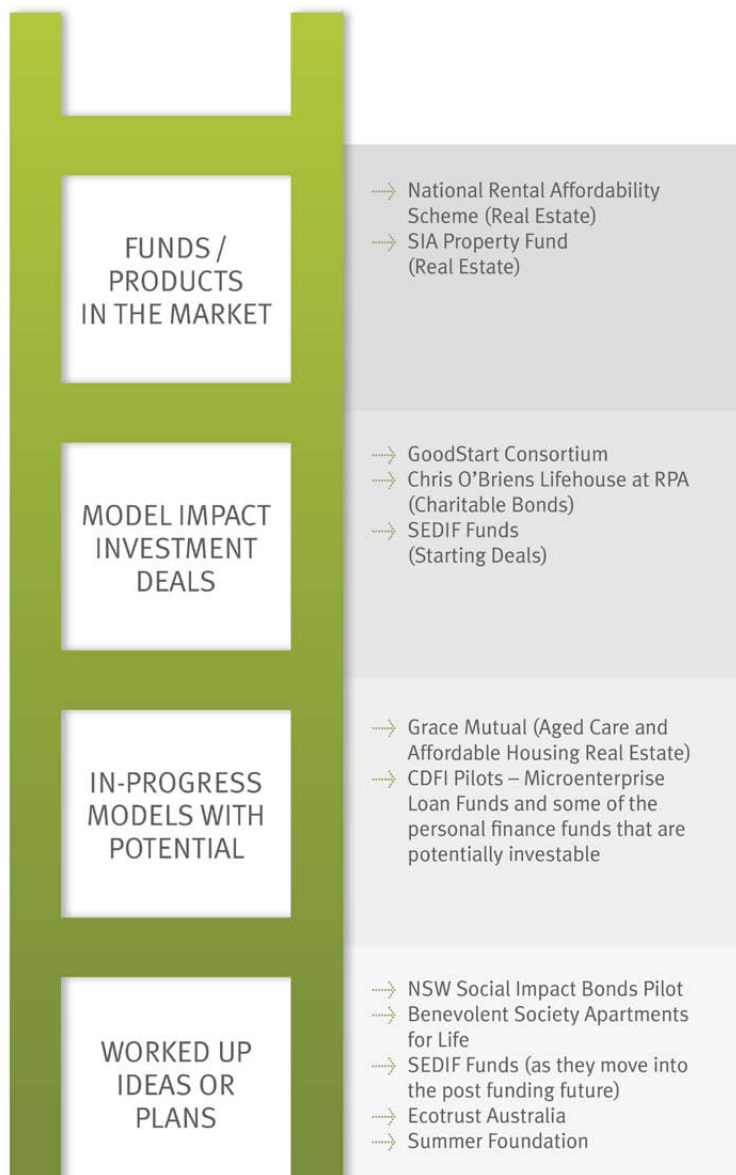 FUNDS /
PRODUCTS
IN THE MARKET
National Rental Affordability
Scheme (Real Estate)
SIA Property Fund
(Real Estate)
MODEL IMPACT
INVESTMENT
DEALS
GoodStart Consortium
Chris O’Briens Lifehouse at RPA
(Charitable Bonds)
SEDIF Funds
(Starting Deals)
IN-PROGRESS
MODELS WITH
POTENTIAL
Grace Mutual (Aged Care and
Affordable Housing Real Estate)
CDFI Pilots – Microenterprise
Loan Funds and some of the
personal finance funds that are
potentially investable
WORKED UP
IDEAS OR
PLANS
NSW Social Impact Bonds Pilot
Benevolent Society Apartments
for Life
SEDIF Funds (as they move into
the post funding future)
Ecotrust Australia
Summer Foundation